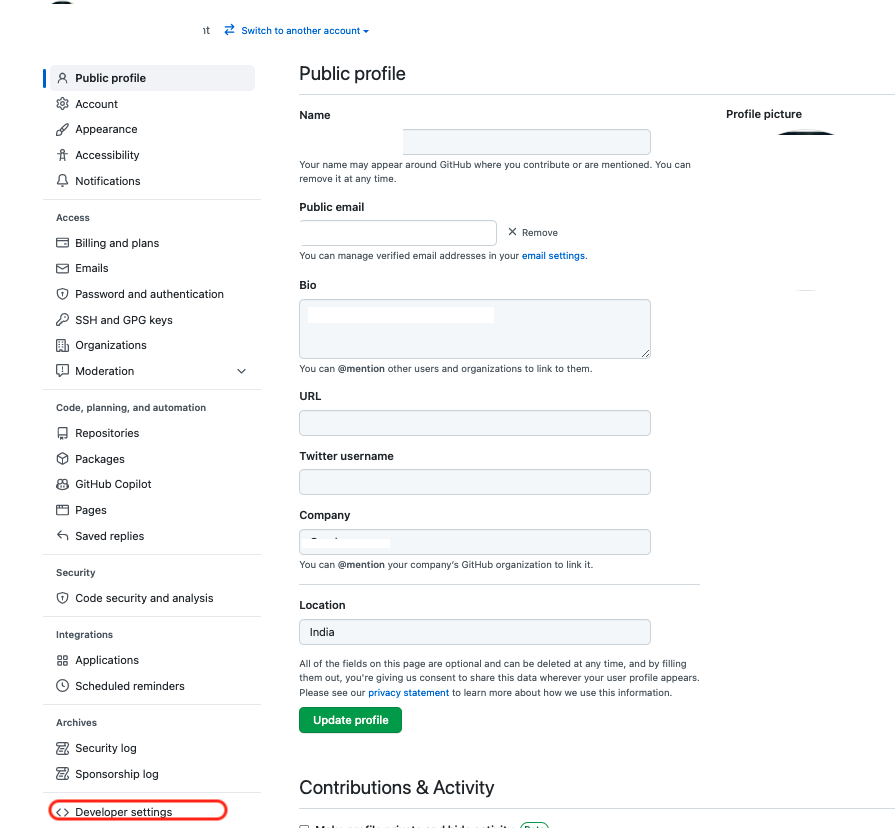 nt Switch to another account
Public profile
Account
Appearance
Accessibility
Notifications
Access
Billing and plans
Emails
Password and authentication
SSH and GPG keys
Organizations
Moderation
Code, planning, and automation
Repositories
Packages
GitHub Copilot
Pages
Saved replies
Security
Code security and analysis
Integrations
Applications
Scheduled reminders
Archives
Security log
Sponsorship log
Developer settings
Public profile
Name
Profile picture
Your name may appear around GitHub where you contribute or are mentioned. You can
remove it at any time.
Public email
Remove
You can manage verified email addresses in your email settings.
Bio
You can @mention other users and organizations to link to them.
URL
Twitter username
Company
You can @mention your company's GitHub organization to link it.
Location
India
All of the fields on this page are optional and can be deleted at any time, and by filling
them out, you're giving us consent to share this data wherever your user profile appears.
Please see our privacy statement to learn more about how we use this information.
Update profile
Contributions & Activity